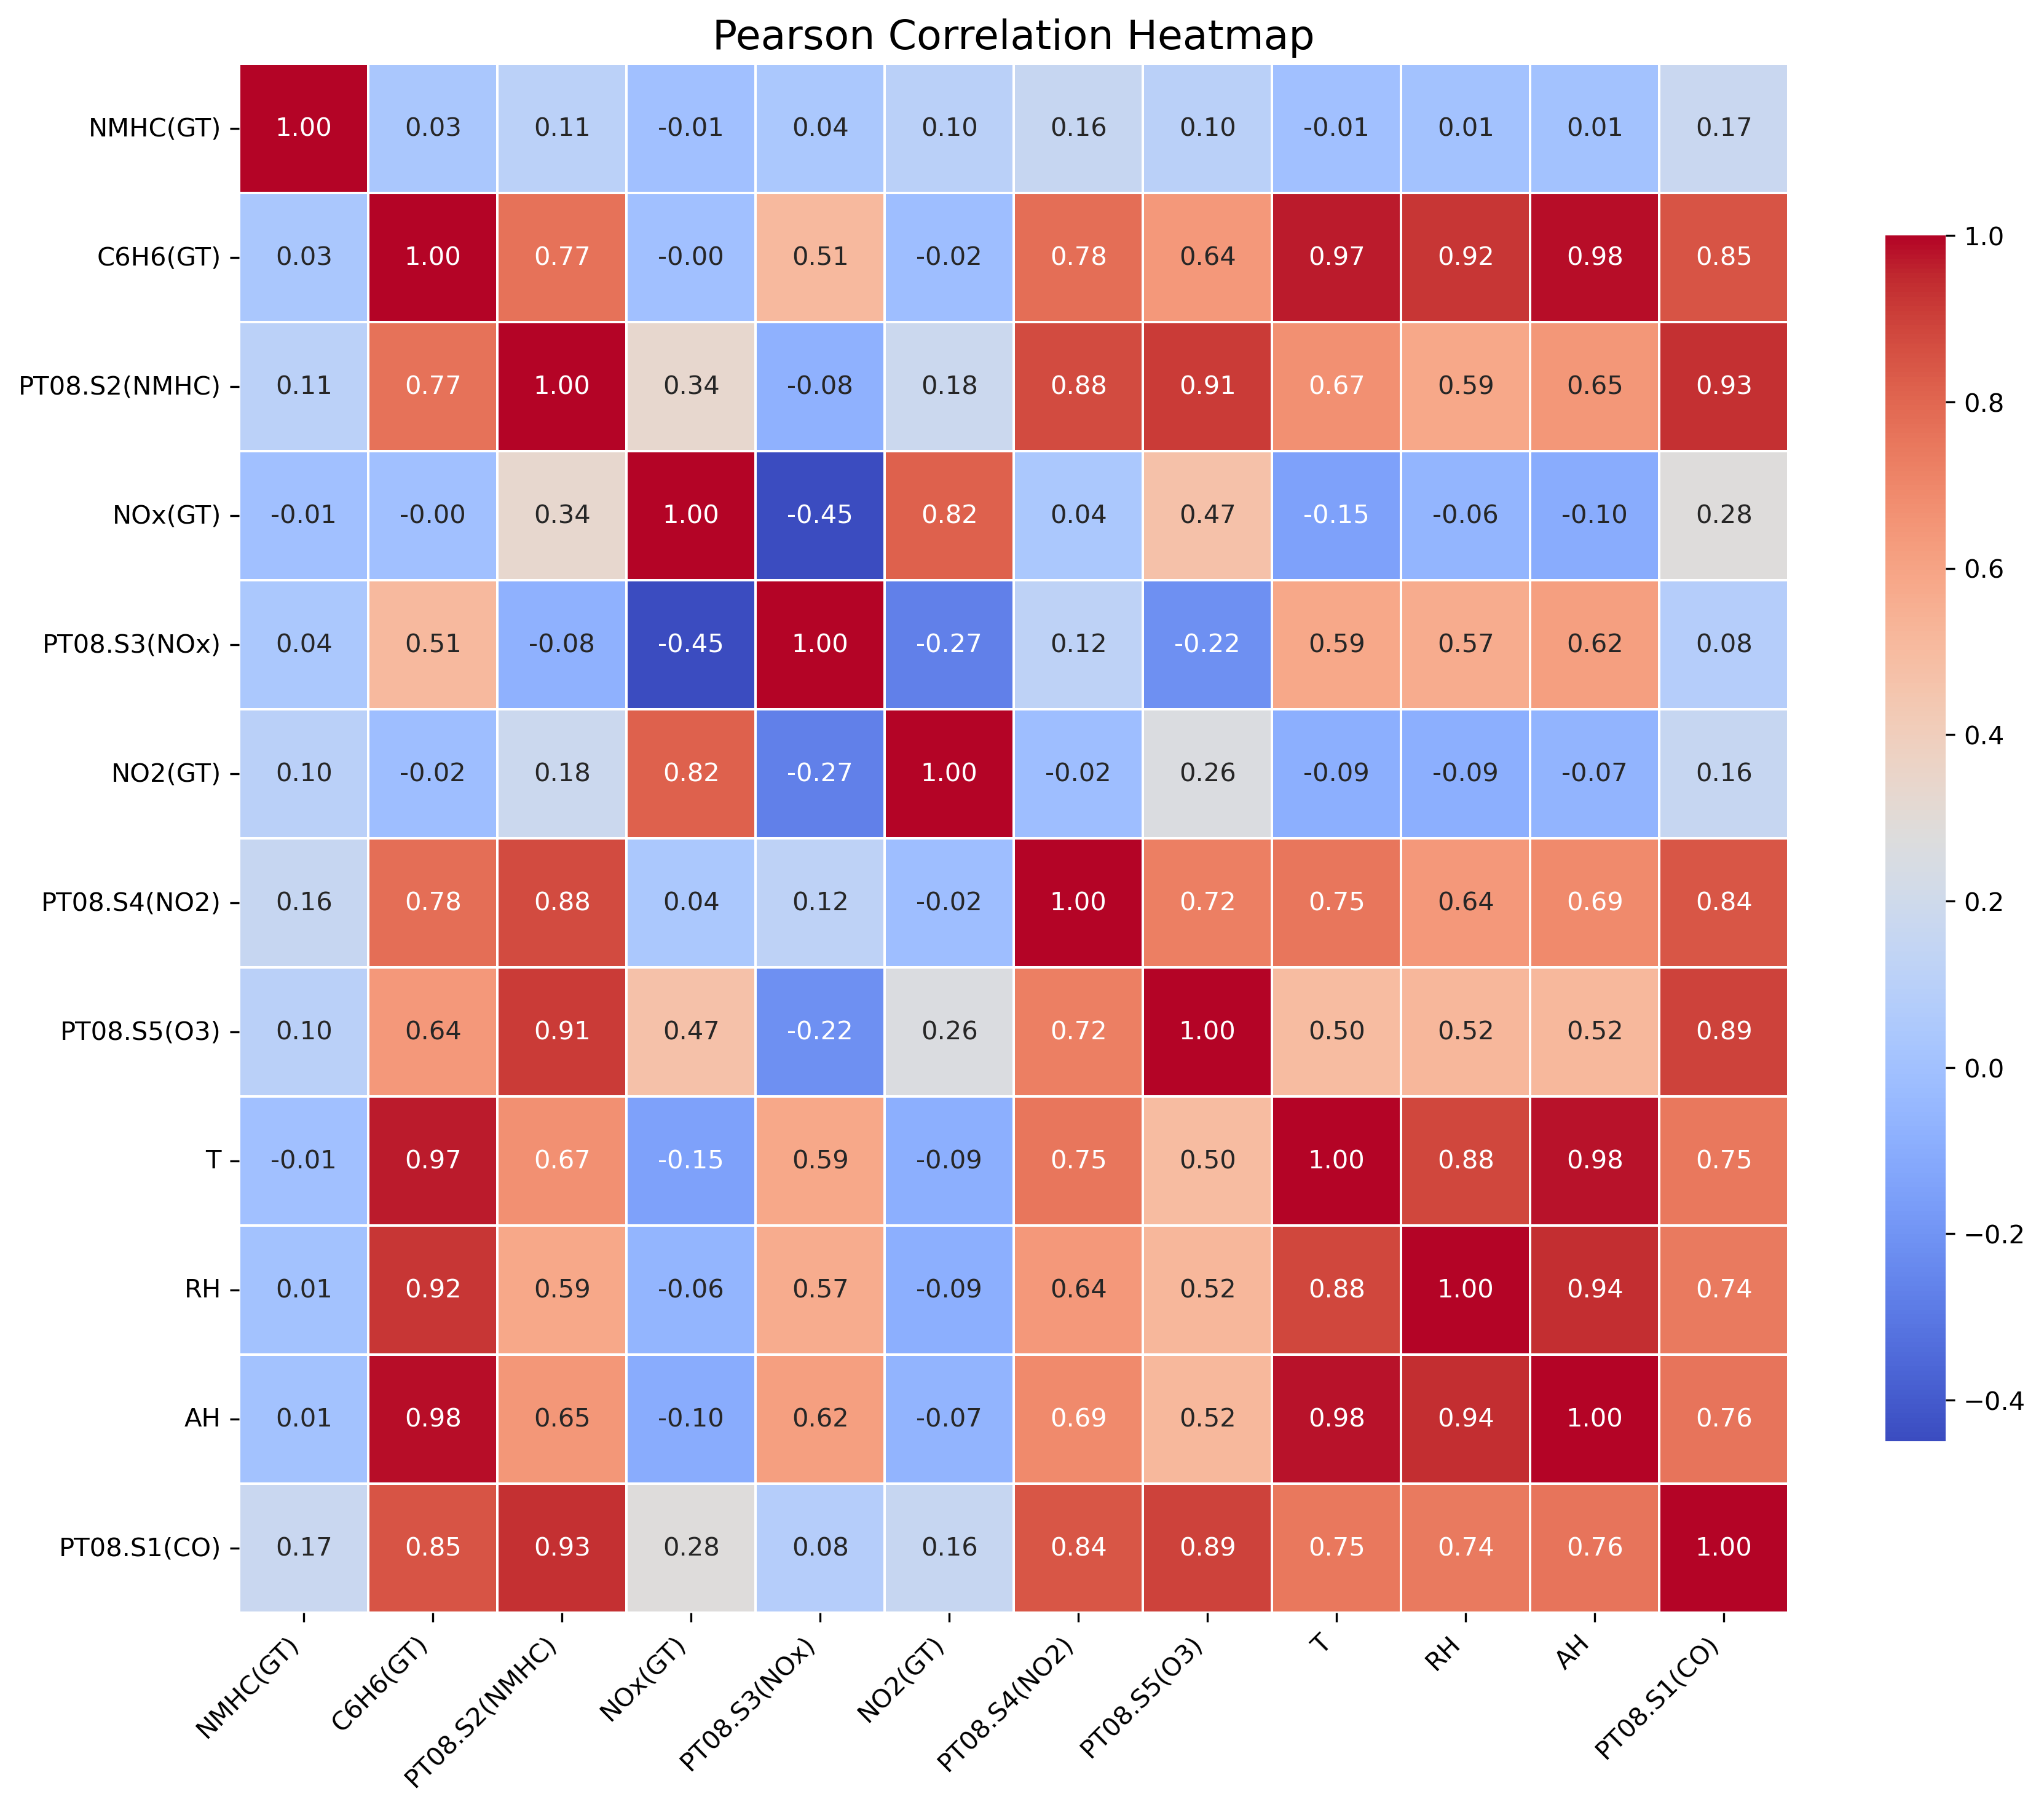 Pearson Correlation Heatmap
NMHC(GT) 1.00 0.03 0.11 -0.01 0.04 0.10 0.16 0.10 -0.01 0.01 0.01 0.17
C6H6(GT) 0.03 1.00 0.77 -0.00 0.51 -0.02 0.78 0.64 0.97 0.92 0.98 0.85
PT08.S2(NMHC) 0.11 0.77 1.00 0.34 -0.08 0.18 0.88 0.91 0.67 0.59 0.65 0.93
NOx(GT) -0.01 -0.00 0.34 1.00 -0.45 0.82 0.04 0.47 -0.15 -0.06 -0.10 0.28
PT08.S3(NOx) 0.04 0.51 -0.08 -0.45 1.00 -0.27 0.12 -0.22 0.59 0.57 0.62 0.08
NO2(GT) 0.10 -0.02 0.18 0.82 -0.27 1.00 -0.02 0.26 -0.09 -0.09 -0.07 0.16
PT08.S4(NO2) 0.16 0.78 0.88 0.04 0.12 -0.02 1.00 0.72 0.75 0.64 0.69 0.84
PT08.S5(O3) 0.10 0.64 0.91 0.47 -0.22 0.26 0.72 1.00 0.50 0.52 0.52 0.89
T -0.01 0.97 0.67 -0.15 0.59 -0.09 0.75 0.50 1.00 0.88 0.98 0.75
RH 0.01 0.92 0.59 -0.06 0.57 -0.09 0.64 0.52 0.88 1.00 0.94 0.74
AH 0.01 0.98 0.65 -0.10 0.62 -0.07 0.69 0.52 0.98 0.94 1.00 0.76
PT08.S1(CO) 0.17 0.85 0.93 0.28 0.08 0.16 0.84 0.89 0.75 0.74 0.76 1.00
NMHC(GT) C6H6(GT) PT08.S2(NMHC) NOx(GT) PT08.S3(NOx) NO2(GT) PT08.S4(NO2) PT08.S5(O3) T RH AH PT08.S1(CO)
1.0
0.8
0.6
0.4
0.2
0.0
−0.2
−0.4